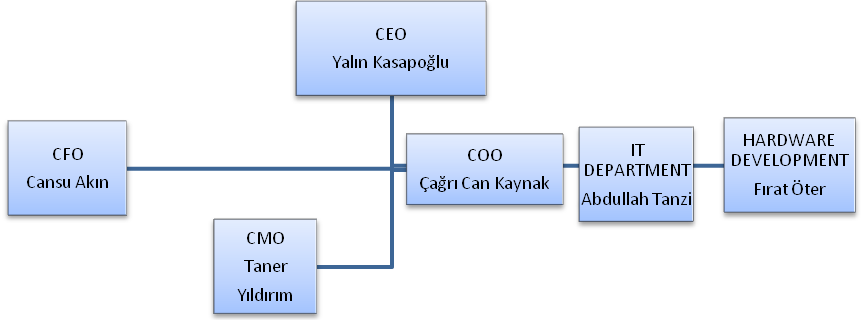 CEO
Yalın Kasapoğlu
CFO
Cansu Akın
COO
Çağrı Can Kaynak
IT
DEPARTMENT
Abdullah Tanzi
HARDWARE
DEVELOPMENT
Fırat Öter
CMO
Taner
Yıldırım